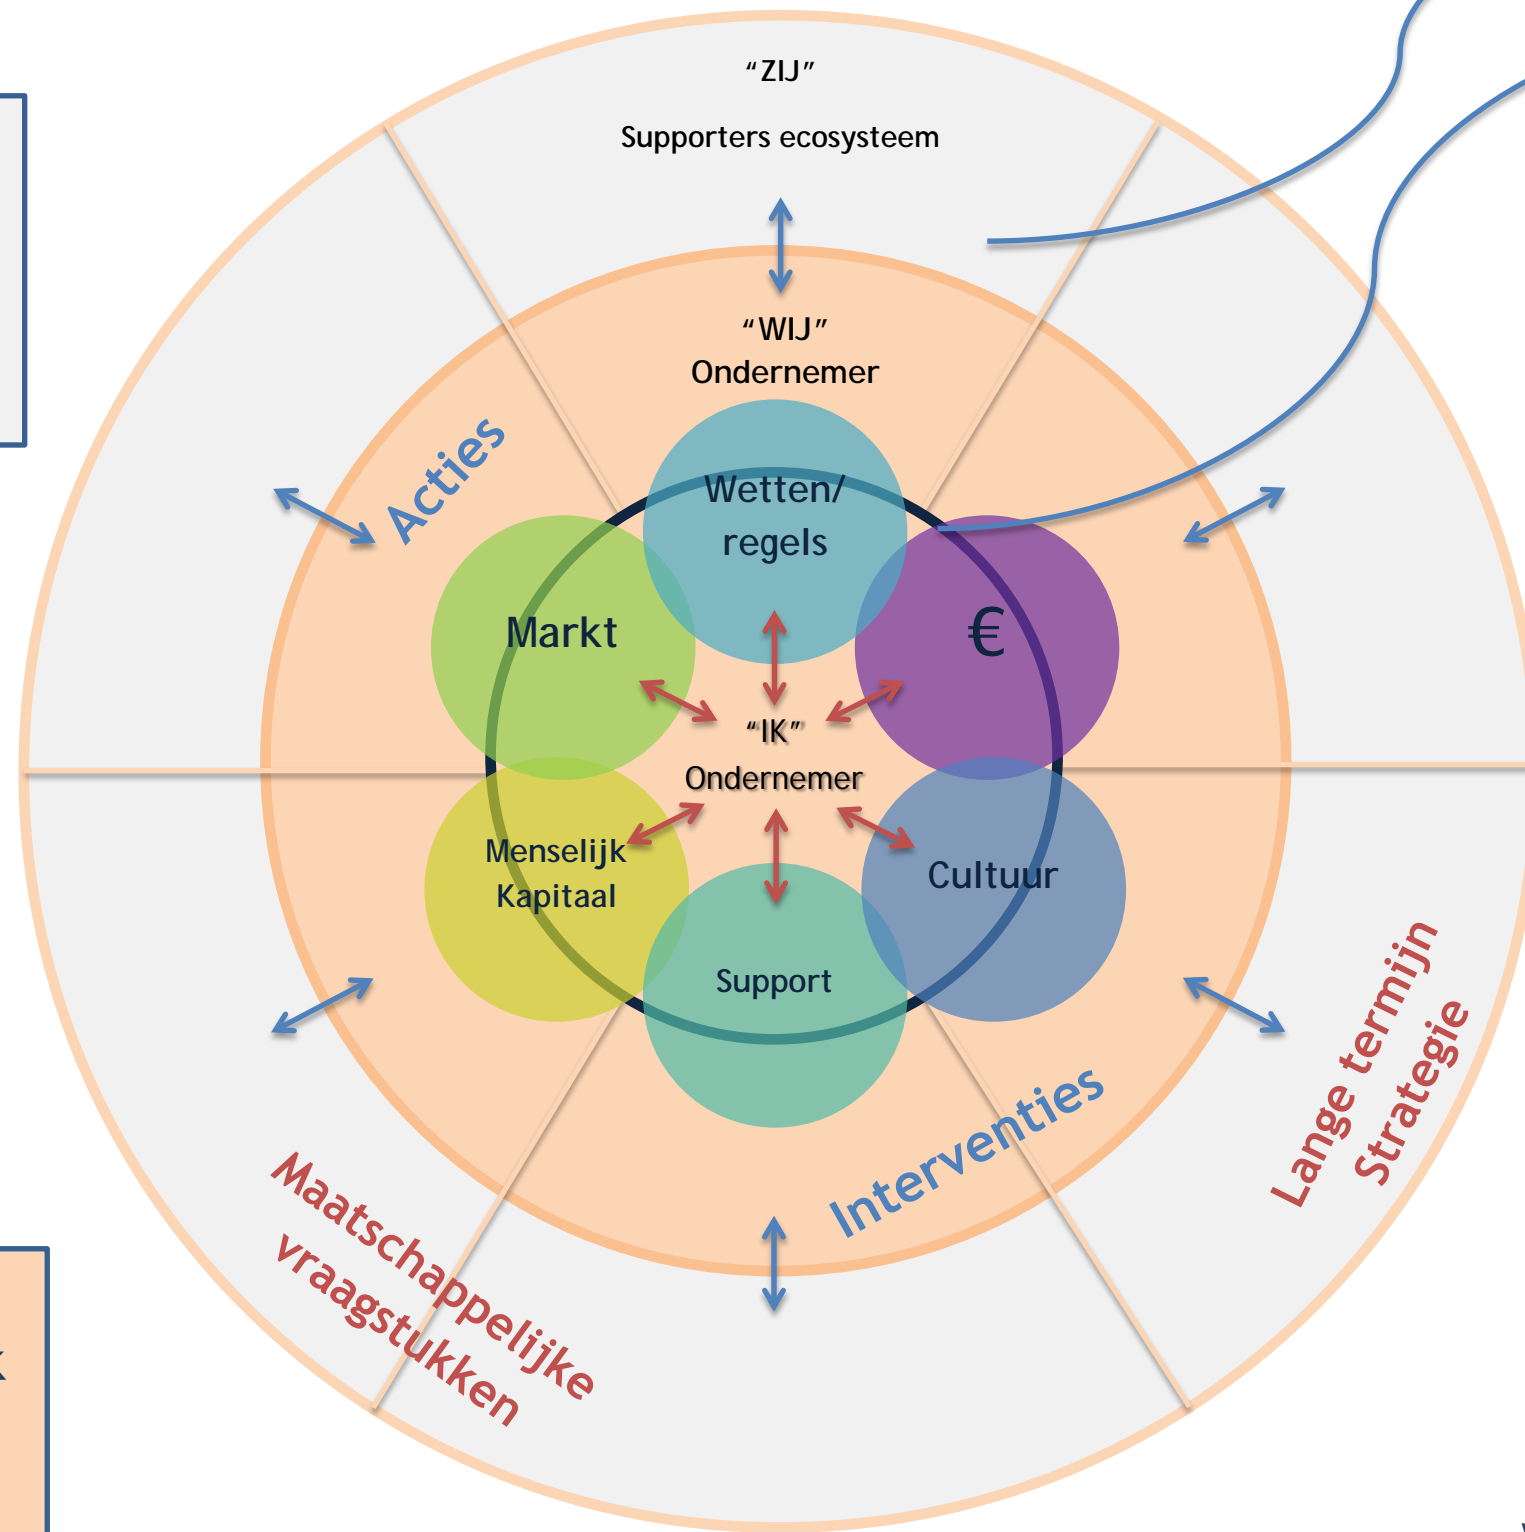 “ZIJ”
Supporters ecosysteem
“WIJ”
Ondernemer
Acties
Wetten/
regels
Markt
€
“IK”
Ondernemer
Menselijk
Kapitaal
Cultuur
Support
Lange termijn
Strategie
Interventies
Maatschappelijke
vraagstukken